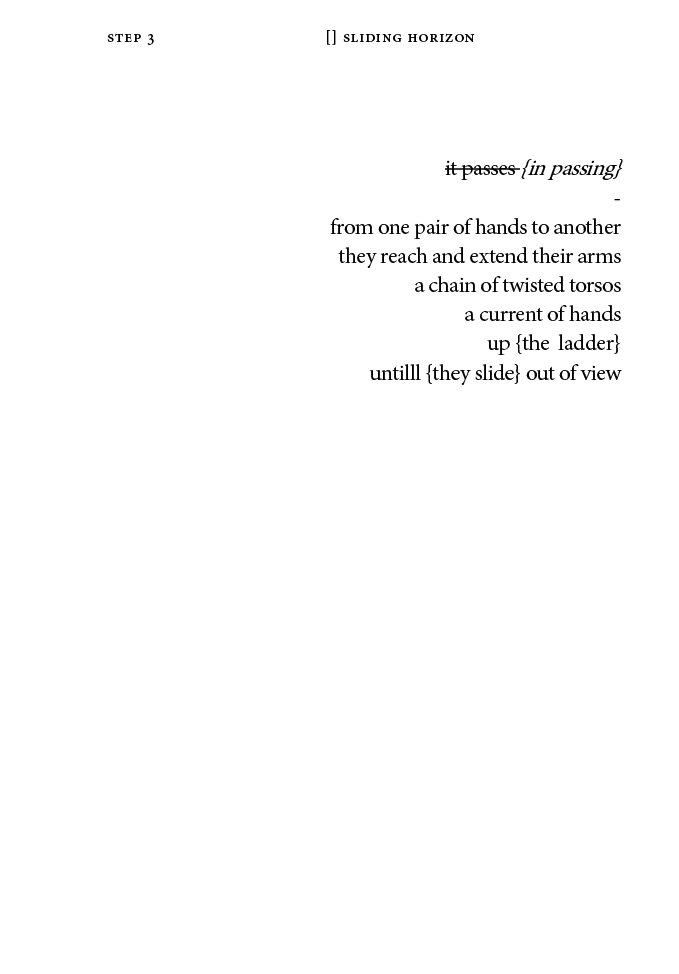 STEP 3 [] SLIDING HORIZON
it passes {in passing}
-
from one pair of hands to another
they reach and extend their arms
a chain of twisted torsos
a current of hands
up {the  ladder}
untilll {they slide} out of view